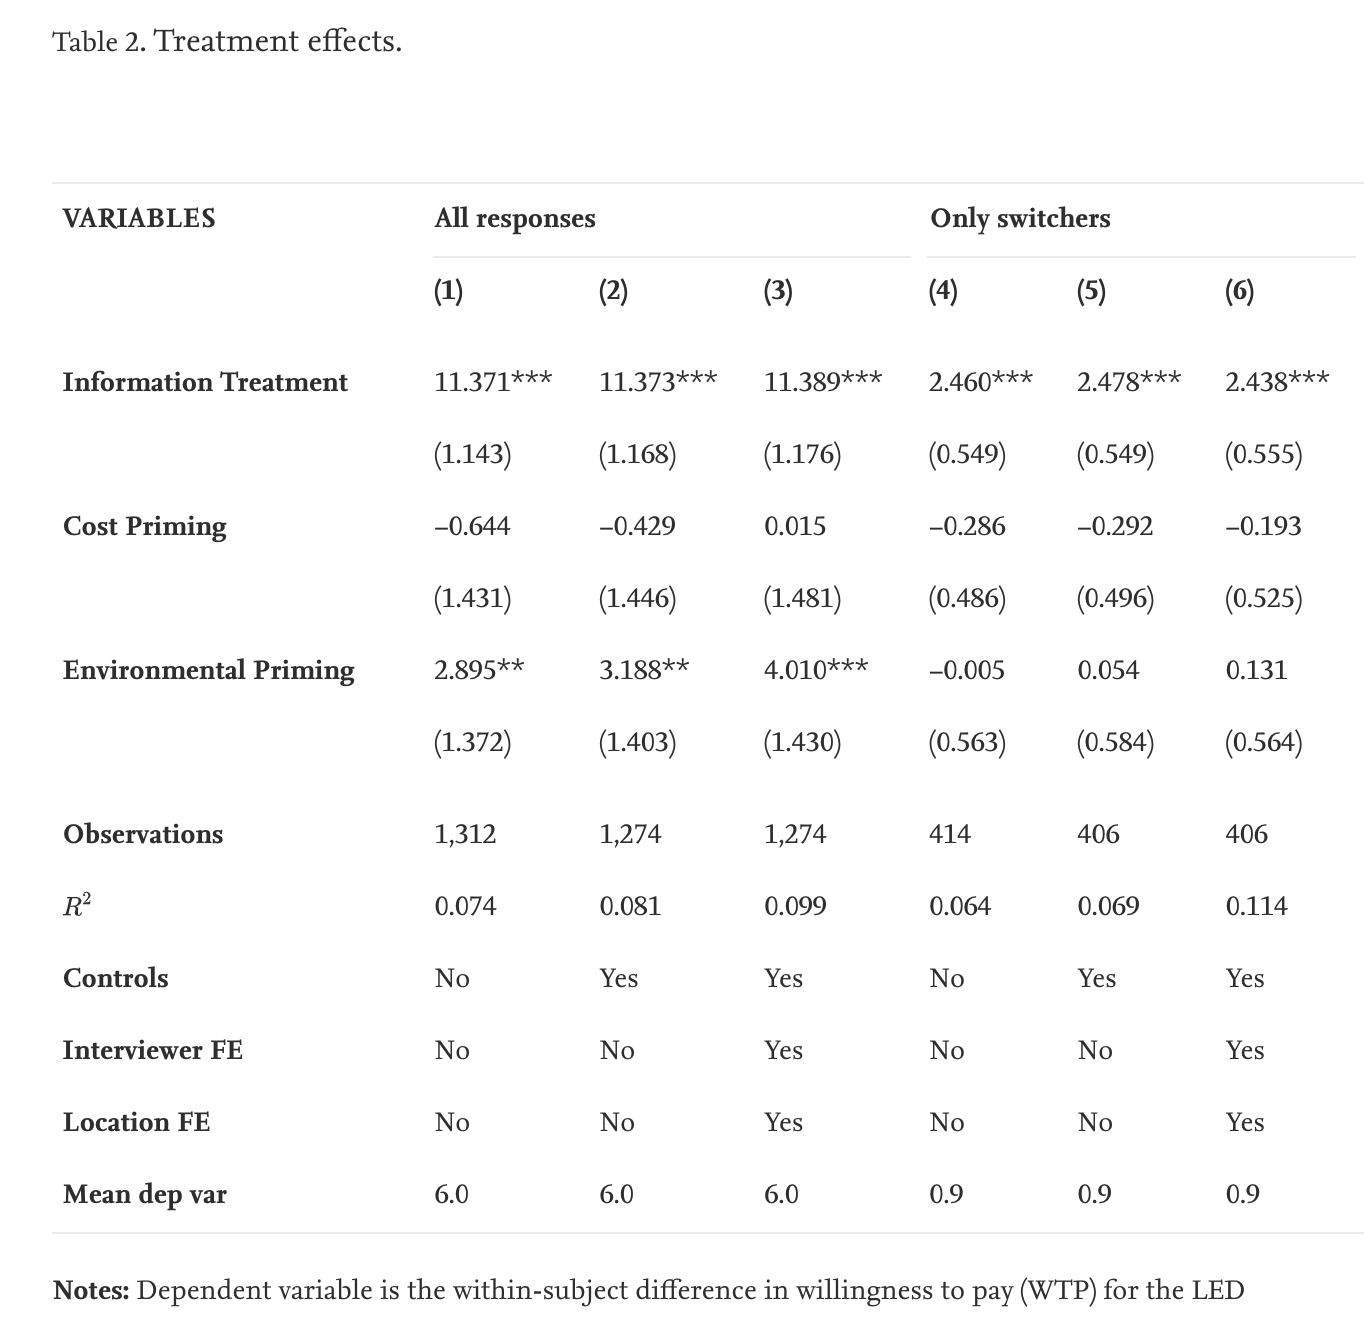 Table 2. Treatment effects.
VARIABLES All responses Only switchers
(1) (2) (3) (4) (5) (6)
Information Treatment 11.371*** 11.373*** 11.389*** 2.460*** 2.478*** 2.438***
(1.143) (1.168) (1.176) (0.549) (0.549) (0.555)
Cost Priming –0.644 –0.429 0.015 –0.286 –0.292 –0.193
(1.431) (1.446) (1.481) (0.486) (0.496) (0.525)
Environmental Priming 2.895** 3.188** 4.010*** –0.005 0.054 0.131
(1.372) (1.403) (1.430) (0.563) (0.584) (0.564)
Observations 1,312 1,274 1,274 414 406 406
R² 0.074 0.081 0.099 0.064 0.069 0.114
Controls No Yes Yes No Yes Yes
Interviewer FE No No Yes No No Yes
Location FE No No Yes No No Yes
Mean dep var 6.0 6.0 6.0 0.9 0.9 0.9
Notes: Dependent variable is the within-subject difference in willingness to pay (WTP) for the LED